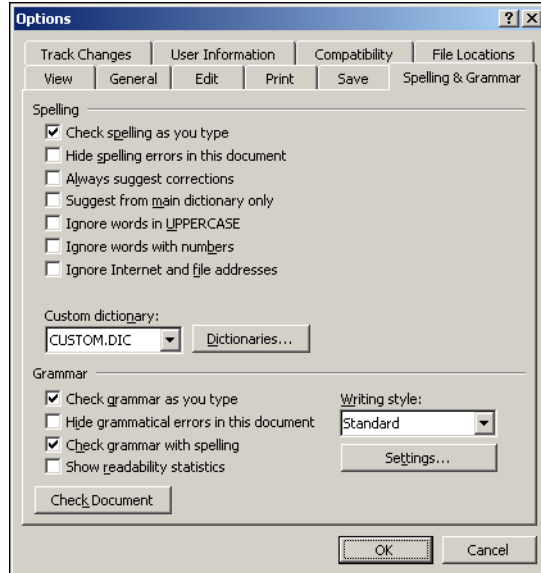 Options
Track Changes User Information Compatibility File Locations
View General Edit Print Save Spelling & Grammar
Spelling
Check spelling as you type
Hide spelling errors in this document
Always suggest corrections
Suggest from main dictionary only
Ignore words in UPPERCASE
Ignore words with numbers
Ignore Internet and file addresses
Custom dictionary:
CUSTOM.DIC Dictionaries...
Grammar
Check grammar as you type Writing style:
Hide grammatical errors in this document Standard
Check grammar with spelling
Show readability statistics Settings...
Check Document
OK Cancel